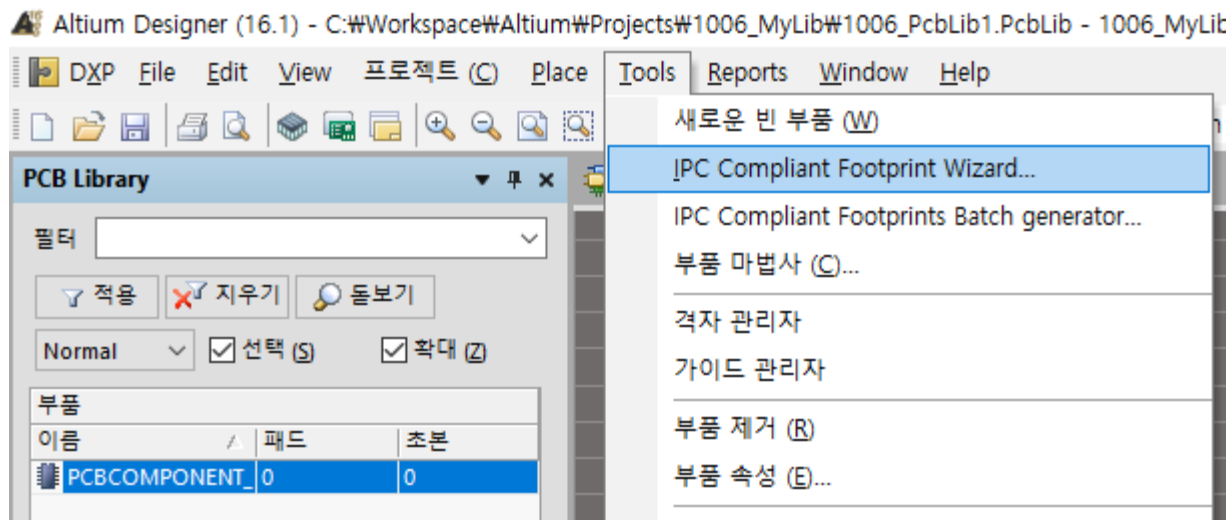 Altium Designer (16.1) - C:₩Workspace₩Altium₩Projects₩1006_MyLib₩1006_PcbLib1.PcbLib - 1006_MyLib
DXP File Edit View 프로젝트 (C) Place Tools Reports Window Help
새로운 빈 부품 (W)
PCB Library
IPC Compliant Footprint Wizard...
IPC Compliant Footprints Batch generator...
필터
부품 마법사 (C)...
적용 지우기 돋보기
격자 관리자
Normal 선택 (S) 확대 (Z)
가이드 관리자
부품
이름 패드 초본
부품 제거 (R)
PCBCOMPONENT_ 0 0
부품 속성 (E)...